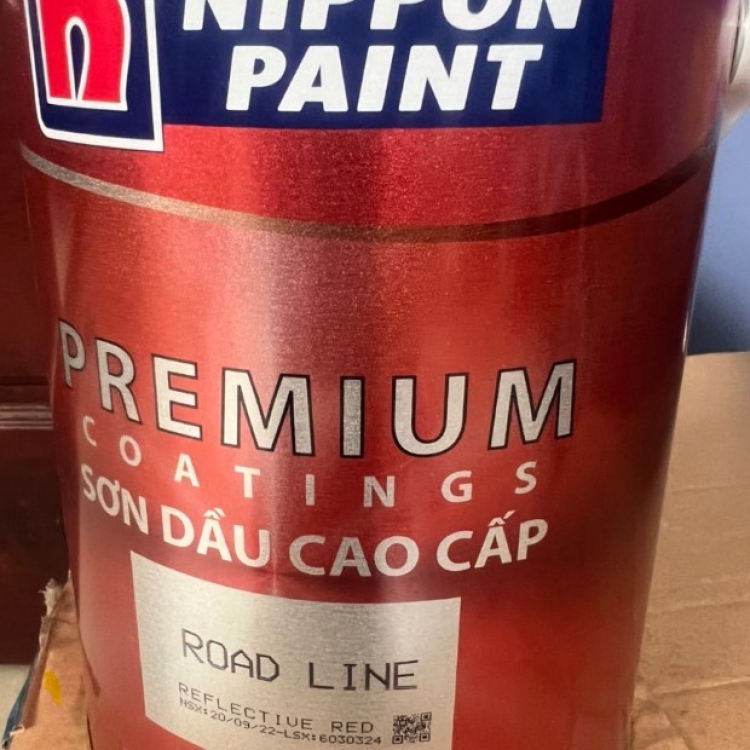 NIPPON
PAINT
PREMIUM
COATINGS
SƠN DẦU CAO CẤP
ROAD LINE
REFLECTIVE RED
NSX:20/09/22-LSX:6030324